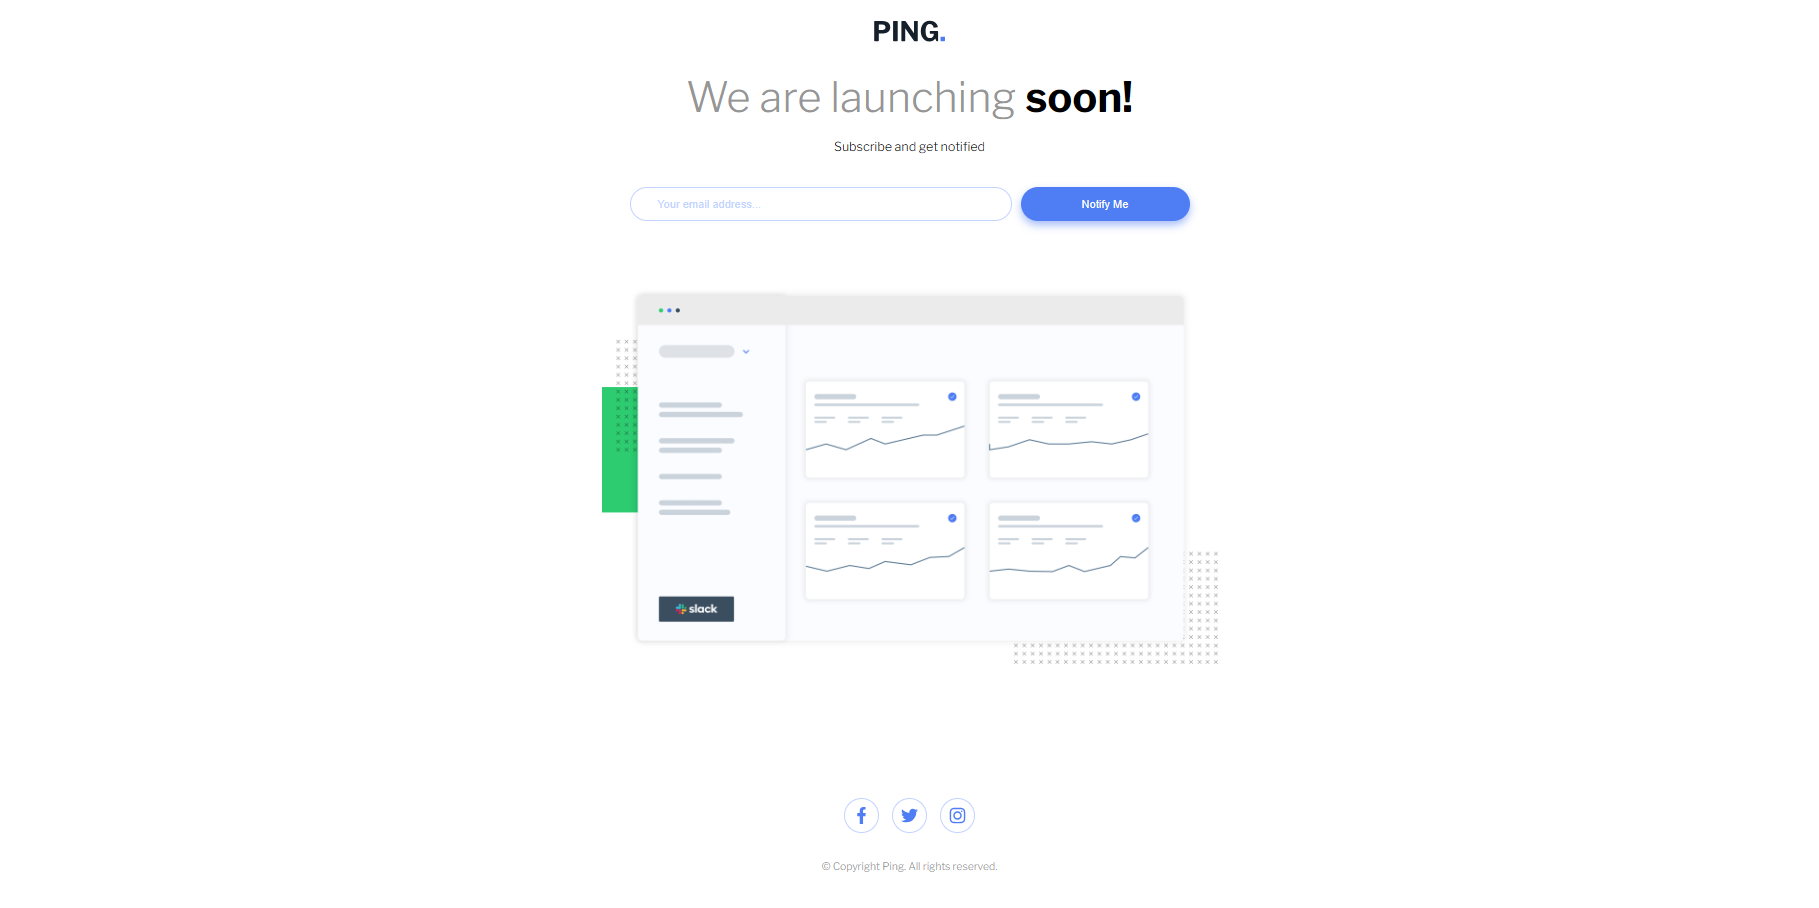 PING.
We are launching soon!
Subscribe and get notified
Your email address...
Notify Me
slack
© Copyright Ping. All rights reserved.